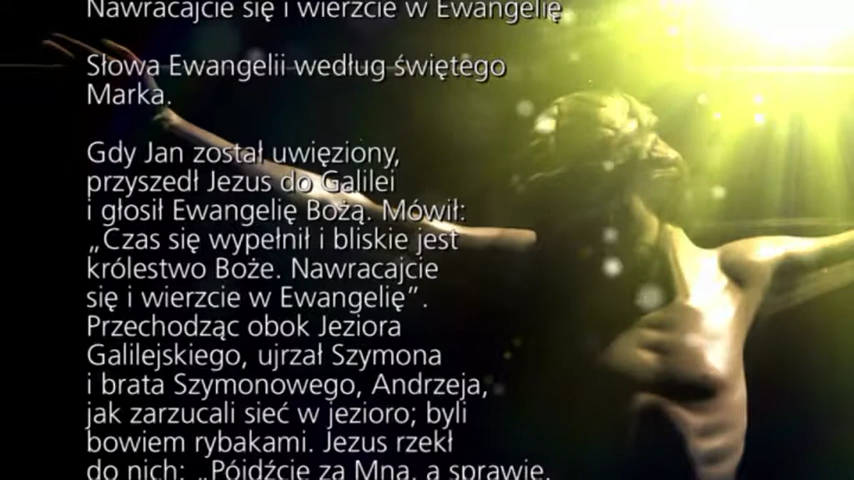 Nawracajcie się i wierzcie w Ewangelię
Słowa Ewangelii według świętego
Marka.
Gdy Jan został uwięziony,
przyszedł Jezus do Galilei
i głosił Ewangelię Bożą. Mówił:
„Czas się wypełnił i bliskie jest
królestwo Boże. Nawracajcie
się i wierzcie w Ewangelię”.
Przechodząc obok Jeziora
Galilejskiego, ujrzał Szymona
i brata Szymonowego, Andrzeja,
jak zarzucali sieć w jezioro; byli
bowiem rybakami. Jezus rzekł
do nich: „Pójdźcie za Mną, a sprawię,